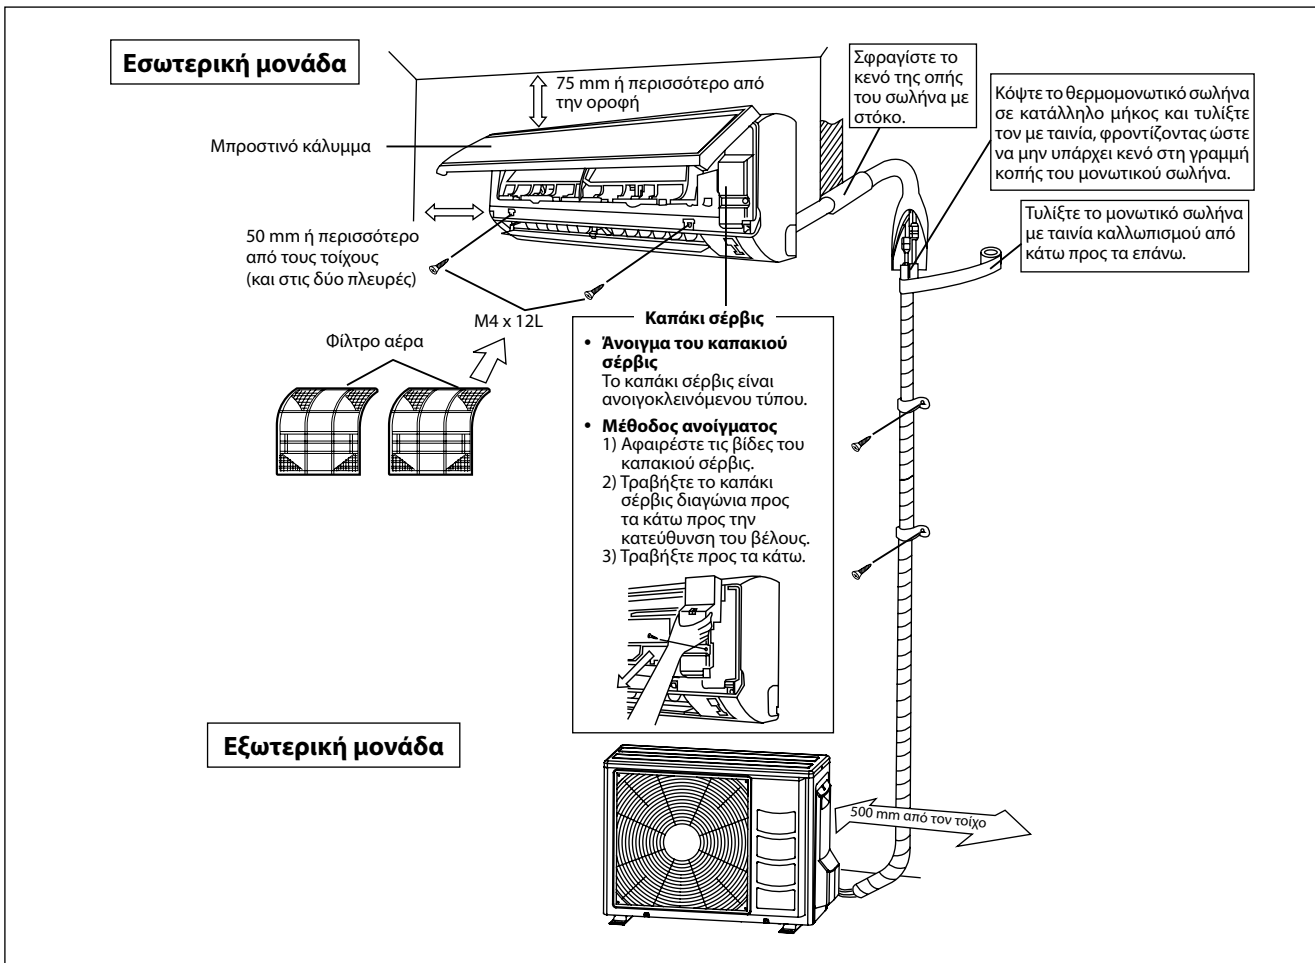 Εσωτερική μονάδα
75 mm ή περισσότερο από
την οροφή
Μπροστινό κάλυμμα
50 mm ή περισσότερο
από τους τοίχους
(και στις δύο πλευρές)
M4 x 12L
Φίλτρο αέρα
Σφραγίστε το
κενό της οπής
του σωλήνα με
στόκο.
Κόψτε το θερμομονωτικό σωλήνα
σε κατάλληλο μήκος και τυλίξτε
τον με ταινία, φροντίζοντας ώστε
να μην υπάρχει κενό στη γραμμή
κοπής του μονωτικού σωλήνα.
Τυλίξτε το μονωτικό σωλήνα
με ταινία καλλωπισμού από
κάτω προς τα επάνω.
Καπάκι σέρβις
• Άνοιγμα του καπακιού
σέρβις
Το καπάκι σέρβις είναι
ανοιγοκλεινόμενου τύπου.
• Μέθοδος ανοίγματος
1) Αφαιρέστε τις βίδες του
καπακιού σέρβις.
2) Τραβήξτε το καπάκι
σέρβις διαγώνια προς
τα κάτω προς την
κατεύθυνση του βέλους.
3) Τραβήξτε προς τα κάτω.
Εξωτερική μονάδα
500 mm από τον τοίχο